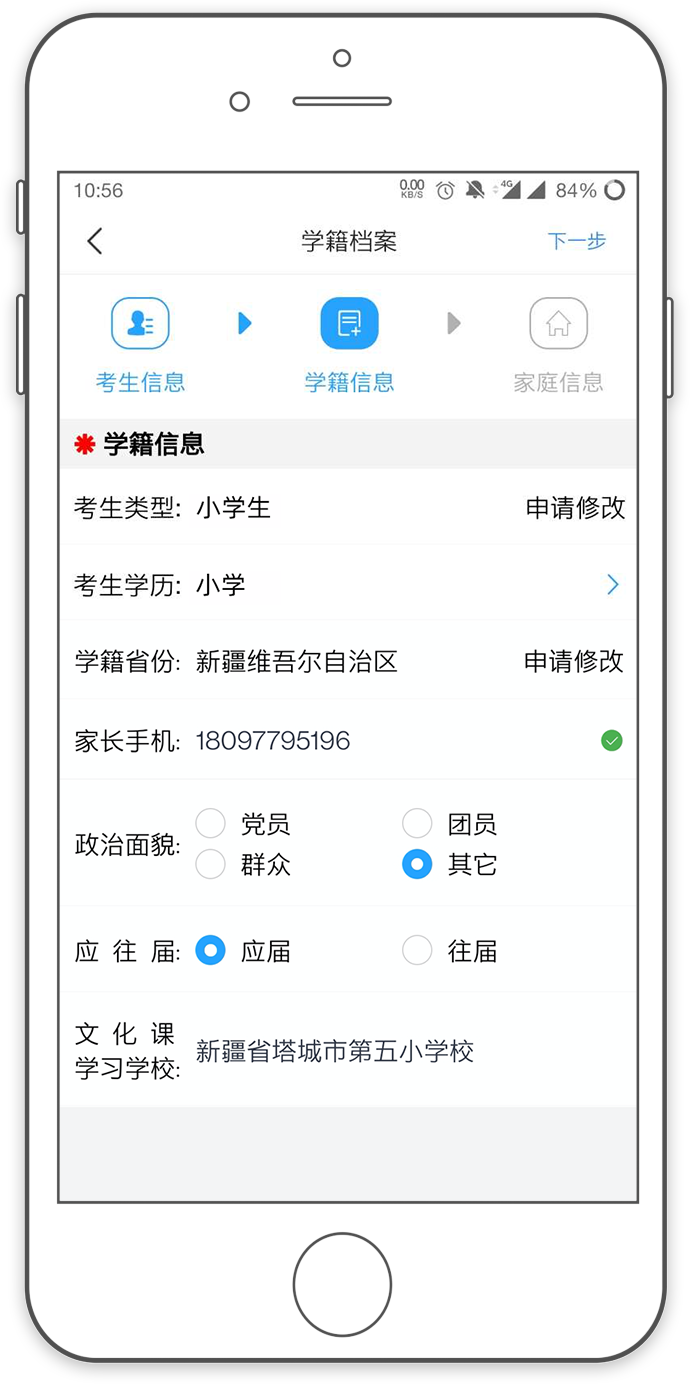 10:56 0.00 KB/S 4G 84%
学籍档案 下一步
考生信息 学籍信息 家庭信息
学籍信息
考生类型: 小学生 申请修改
考生学历: 小学
学籍省份: 新疆维吾尔自治区 申请修改
家长手机: 18097795196
政治面貌: 党员 团员
群众 其它
应 往 届: 应届 往届
文 化 课
学习学校: 新疆省塔城市第五小学校